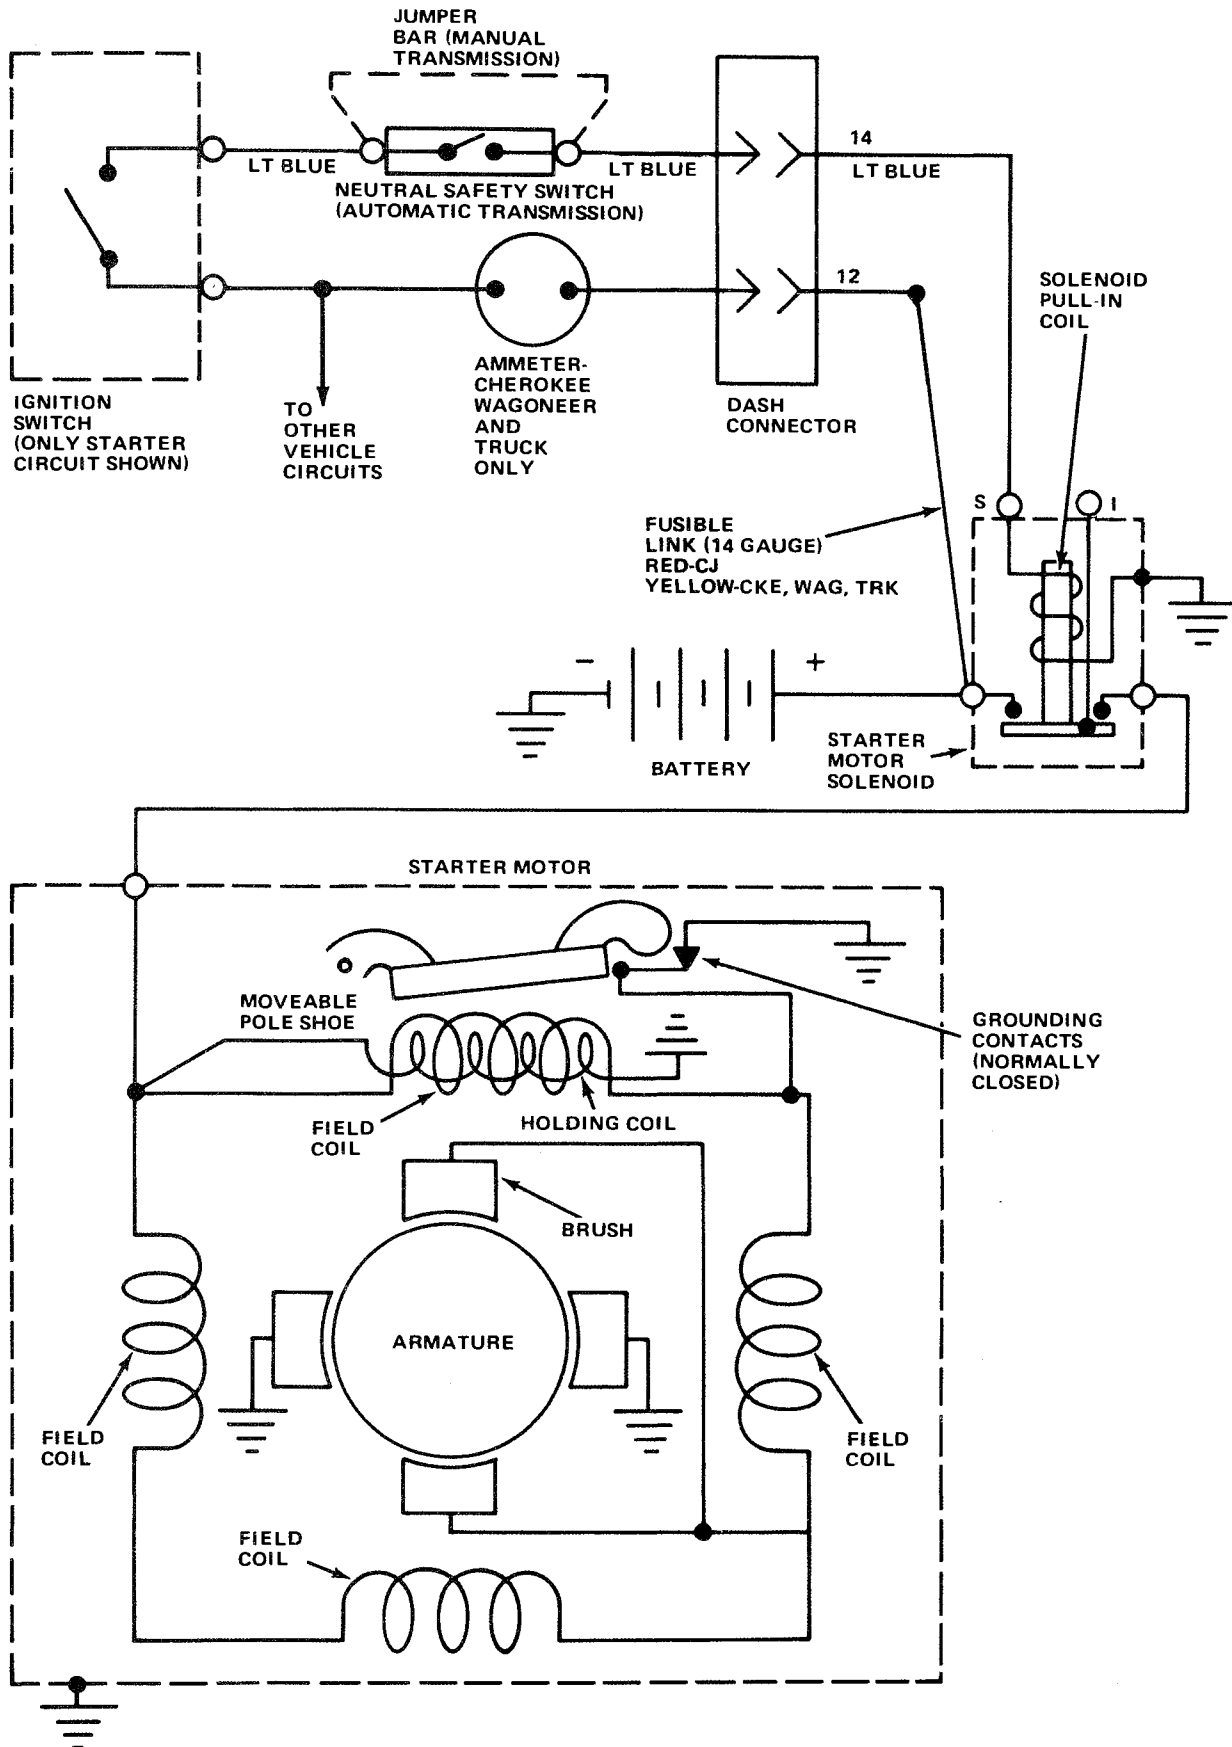 JUMPER
BAR (MANUAL
TRANSMISSION)
LT BLUE
LT BLUE
14
LT BLUE
NEUTRAL SAFETY SWITCH
(AUTOMATIC TRANSMISSION)
12
SOLENOID
PULL-IN
COIL
IGNITION
SWITCH
(ONLY STARTER
CIRCUIT SHOWN)
TO
OTHER
VEHICLE
CIRCUITS
AMMETER-
CHEROKEE
WAGONEER
AND
TRUCK
ONLY
DASH
CONNECTOR
S
I
FUSIBLE
LINK (14 GAUGE)
RED-CJ
YELLOW-CKE, WAG, TRK
- +
BATTERY
STARTER
MOTOR
SOLENOID
STARTER MOTOR
MOVEABLE
POLE SHOE
GROUNDING
CONTACTS
(NORMALLY
CLOSED)
FIELD
COIL
HOLDING COIL
BRUSH
ARMATURE
FIELD
COIL
FIELD
COIL
FIELD
COIL